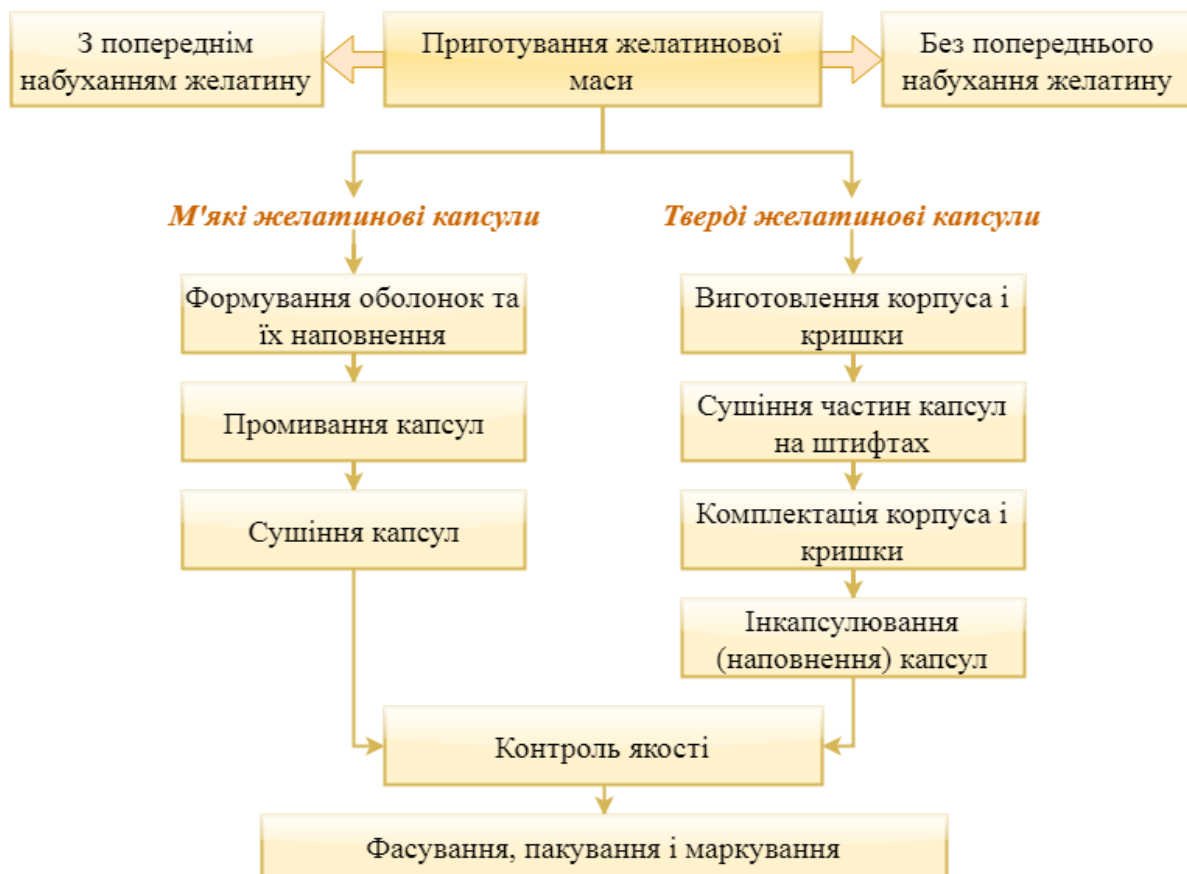 З попереднім
набуханням желатину
Приготування желатинової
маси
Без попереднього
набухання желатину
М'які желатинові капсули
Тверді желатинові капсули
Формування оболонок та
їх наповнення
Виготовлення корпуса і
кришки
Промивання капсул
Сушіння частин капсул
на штифтах
Сушіння капсул
Комплектація корпуса і
кришки
Інкапсулювання
(наповнення) капсул
Контроль якості
Фасування, пакування і маркування